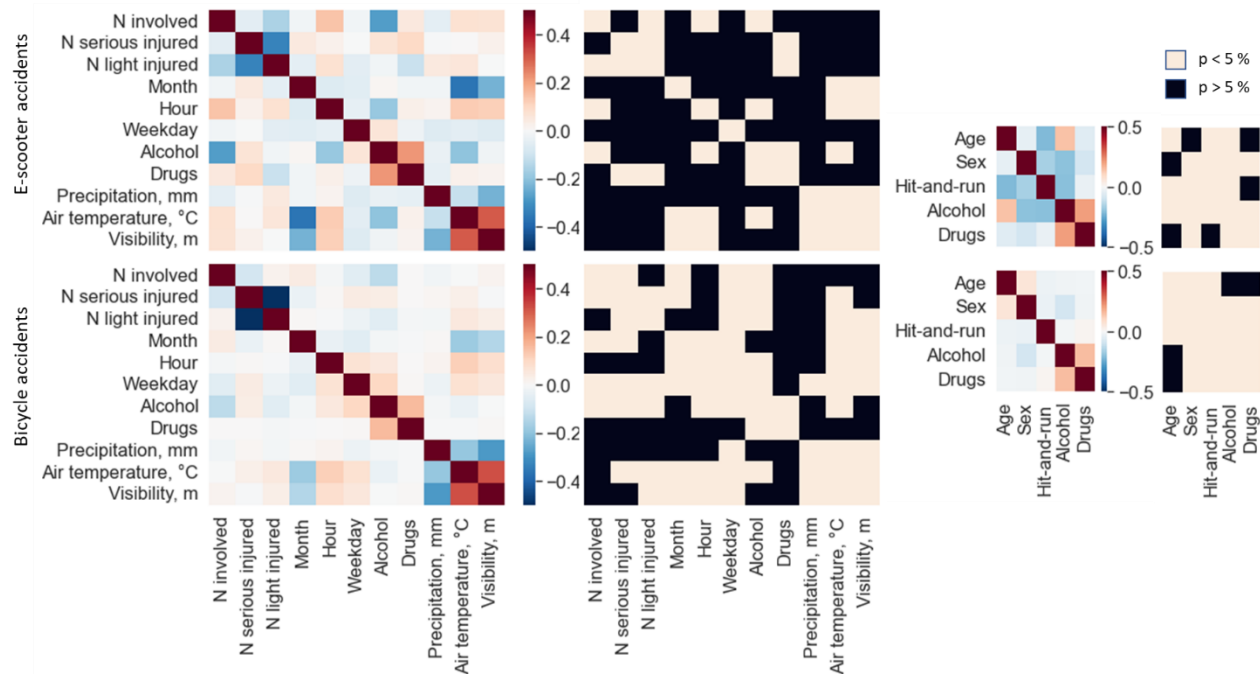 E-scooter accidents
N involved
N serious injured
N light injured
Month
Hour
Weekday
Alcohol
Drugs
Precipitation, mm
Air temperature, °C
Visibility, m
0.4
0.2
0.0
−0.2
−0.4
p < 5 %
p > 5 %
Age
Sex
Hit-and-run
Alcohol
Drugs
0.5
0.0
−0.5
Bicycle accidents
N involved
N serious injured
N light injured
Month
Hour
Weekday
Alcohol
Drugs
Precipitation, mm
Air temperature, °C
Visibility, m
0.4
0.2
0.0
−0.2
−0.4
Age
Sex
Hit-and-run
Alcohol
Drugs
0.5
0.0
−0.5
Age
Sex
Hit-and-run
Alcohol
Drugs
Age
Sex
Hit-and-run
Alcohol
Drugs
N involved
N serious injured
N light injured
Month
Hour
Weekday
Alcohol
Drugs
Precipitation, mm
Air temperature, °C
Visibility, m
N involved
N serious injured
N light injured
Month
Hour
Weekday
Alcohol
Drugs
Precipitation, mm
Air temperature, °C
Visibility, m